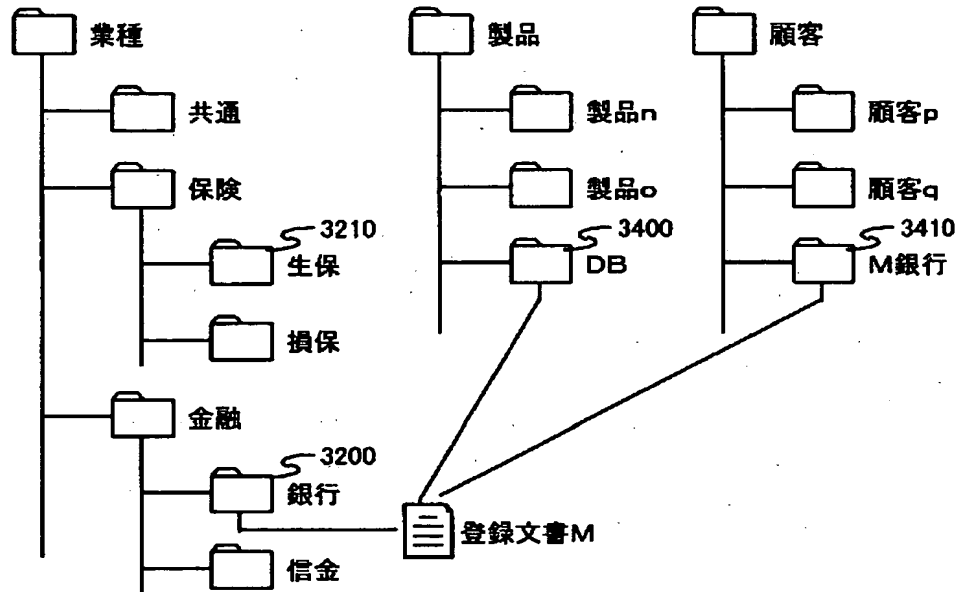 業種
共通
保険
3210
生保
損保
金融
3200
銀行
信金
製品
製品n
製品o
3400
DB
顧客
顧客p
顧客q
3410
M銀行
登録文書M